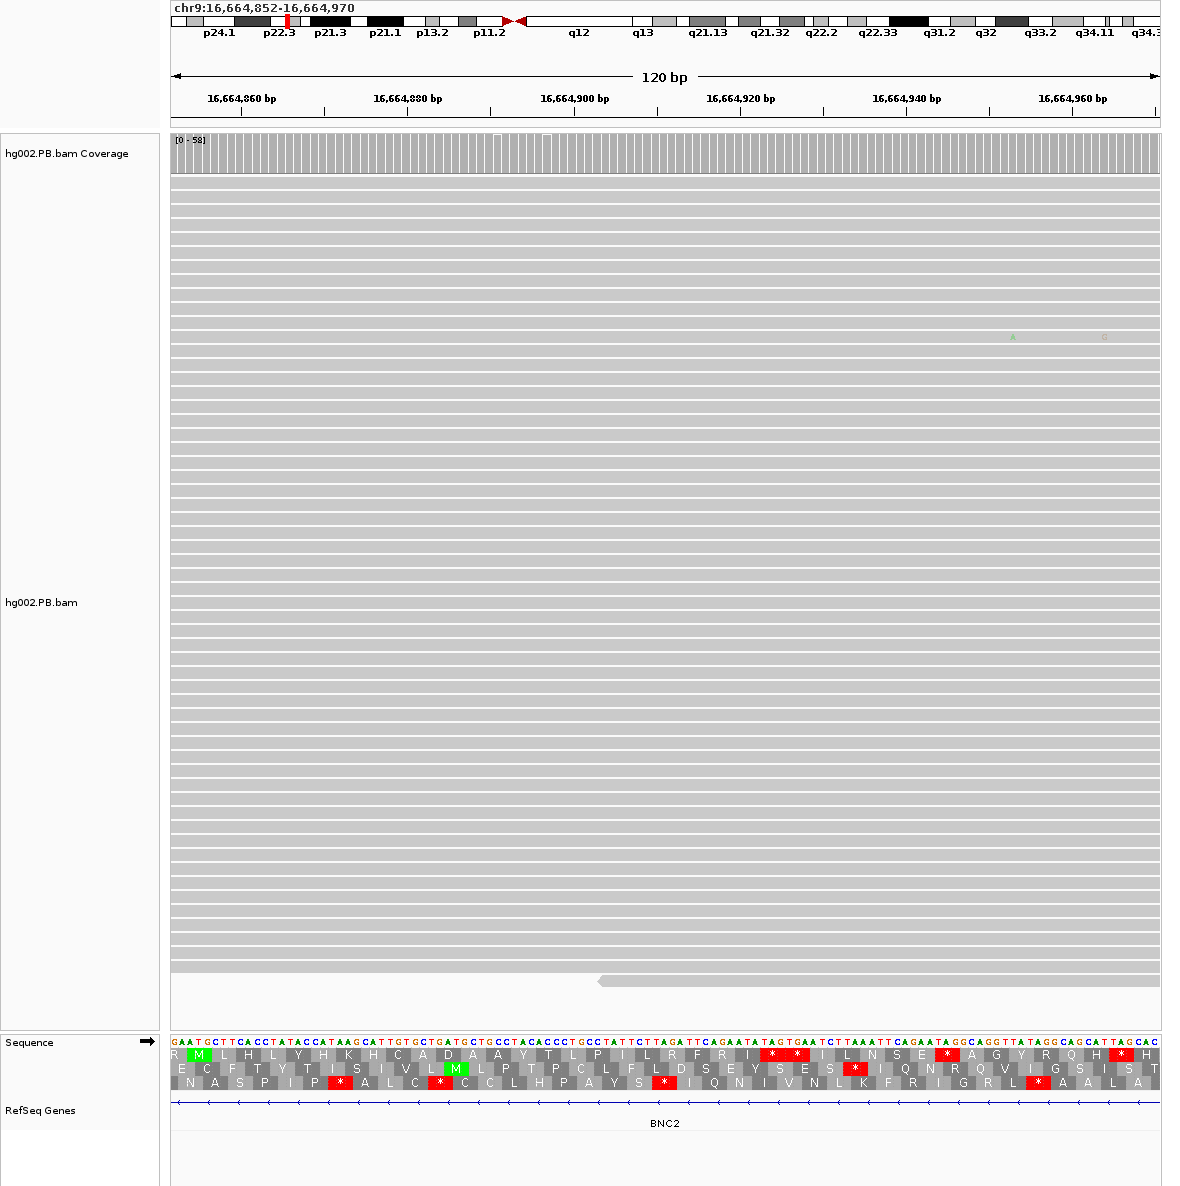 chr9:16,664,852-16,664,970
p24.1 p22.3 p21.3 p21.1 p13.2 p11.2 q12 q13 q21.13 q21.32 q22.2 q22.33 q31.2 q32 q33.2 q34.11 q34.3
120 bp
16,664,860 bp 16,664,880 bp 16,664,900 bp 16,664,920 bp 16,664,940 bp 16,664,960 bp
[0 - 58]
hg002.PB.bam Coverage
A G
hg002.PB.bam
Sequence
GAATGCTTCACCTATACCATAAGCATTGTGCTGATGCTGCCTACACCCTGCCTATTCTTAGATTCAGAATATAGTGAATCTTAAATTCAGAATAGGCAGGTTATAGGCAGCATTAGCAC
R M L H L Y H K H C A D A A Y T L P I L R F R I * * I L N S E * A G Y R Q H * H
E C F T Y T I S I V L M L P T P C L F L D S E Y S E S * I Q N R Q V I G S I S T
N A S P I P * A L C * C C L H P A Y S * I Q N I V N L K F R I G R L * A A L A
RefSeq Genes
BNC2